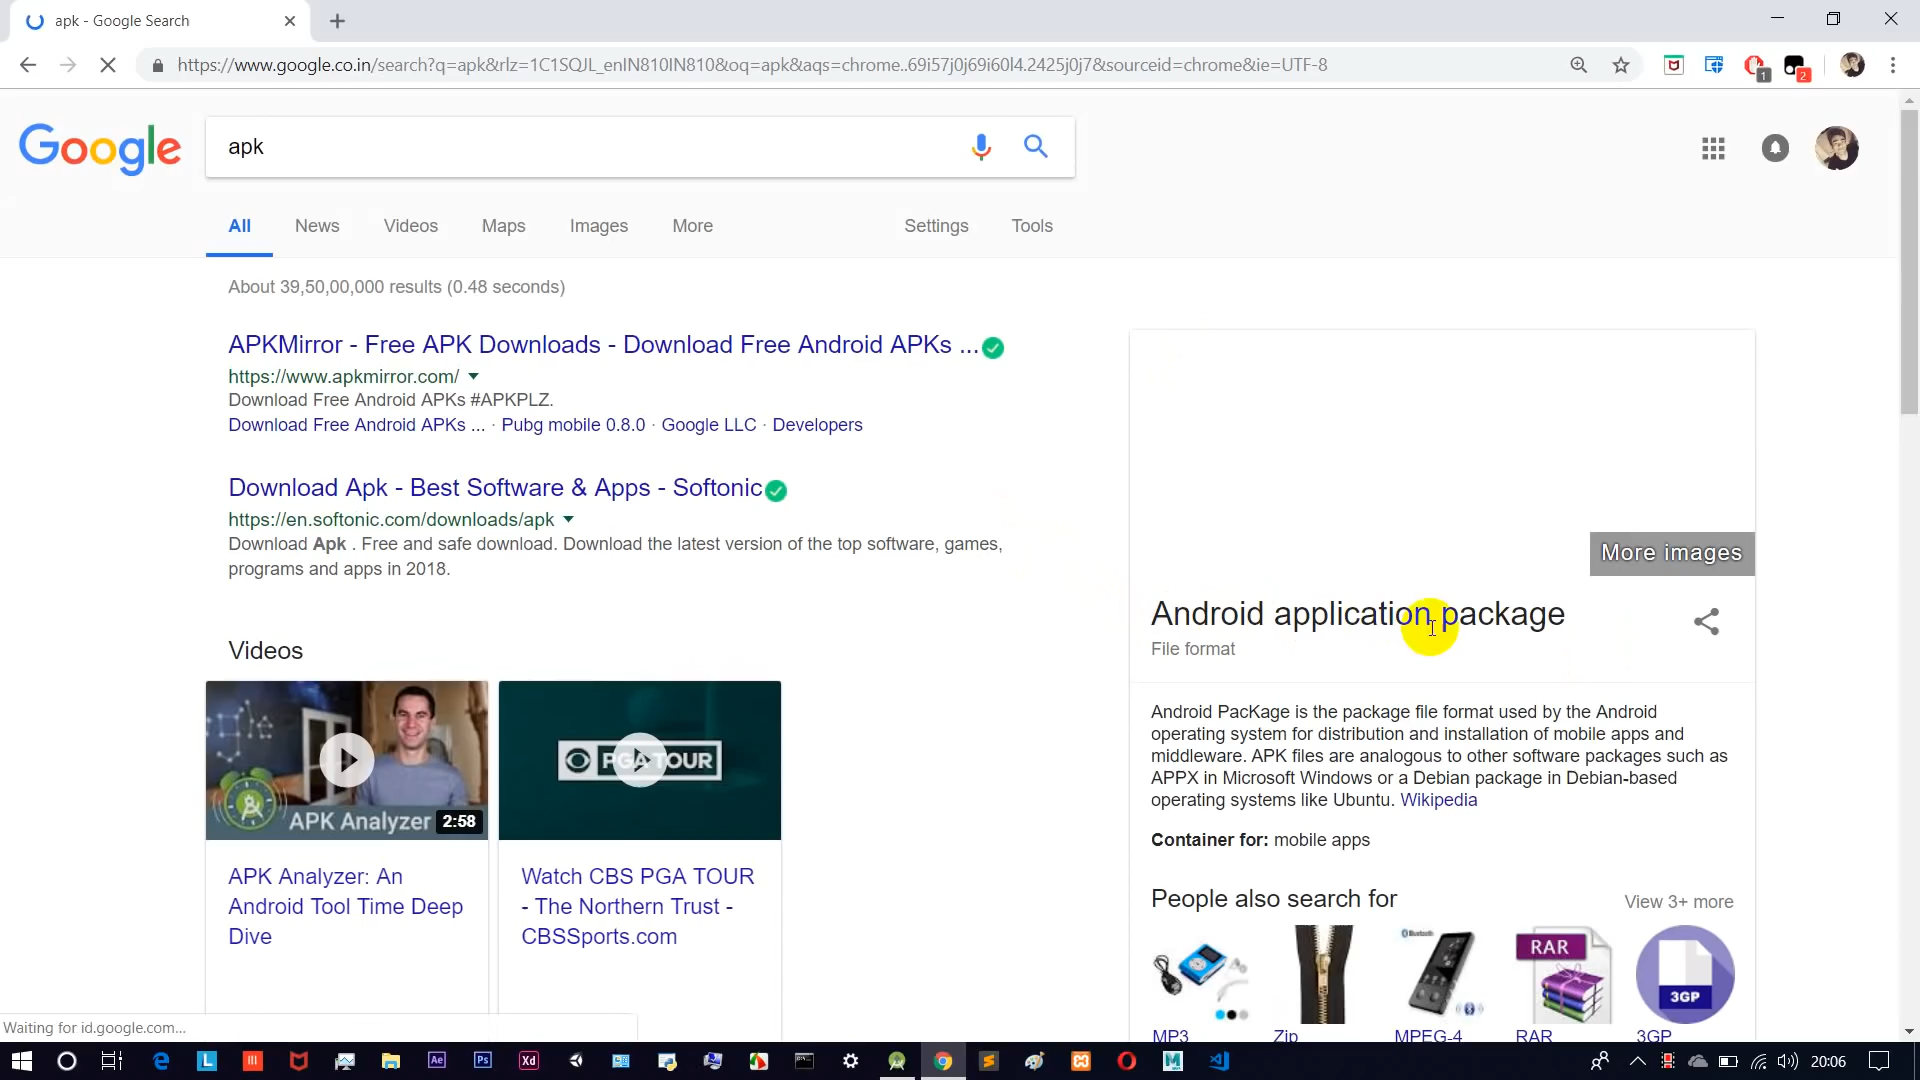 apk - Google Search
https://www.google.co.in/search?q=apk&rlz=1C1SQJL_enIN810IN810&oq=apk&aqs=chrome..69i57j0j69i60l4.2425j0j7&sourceid=chrome&ie=UTF-8
1
2
Google
apk
All
News
Videos
Maps
Images
More
Settings
Tools
About 39,50,00,000 results (0.48 seconds)
APKMirror - Free APK Downloads - Download Free Android APKs ...
https://www.apkmirror.com/
Download Free Android APKs #APKPLZ.
Download Free Android APKs ... · Pubg mobile 0.8.0 · Google LLC · Developers
Download Apk - Best Software & Apps - Softonic
https://en.softonic.com/downloads/apk
Download Apk . Free and safe download. Download the latest version of the top software, games,
programs and apps in 2018.
Videos
APK Analyzer
2:58
PGA TOUR
APK Analyzer: An
Android Tool Time Deep
Dive
Watch CBS PGA TOUR
- The Northern Trust -
CBSSports.com
More images
Android application package
File format
Android PacKage is the package file format used by the Android
operating system for distribution and installation of mobile apps and
middleware. APK files are analogous to other software packages such as
APPX in Microsoft Windows or a Debian package in Debian-based
operating systems like Ubuntu. Wikipedia
Container for: mobile apps
People also search for
View 3+ more
Bluetooth
RAR
3GP
MP3
Zip
MPEG-4
RAR
3GP
Waiting for id.google.com...
L
Ae
Ps
Xd
20:06